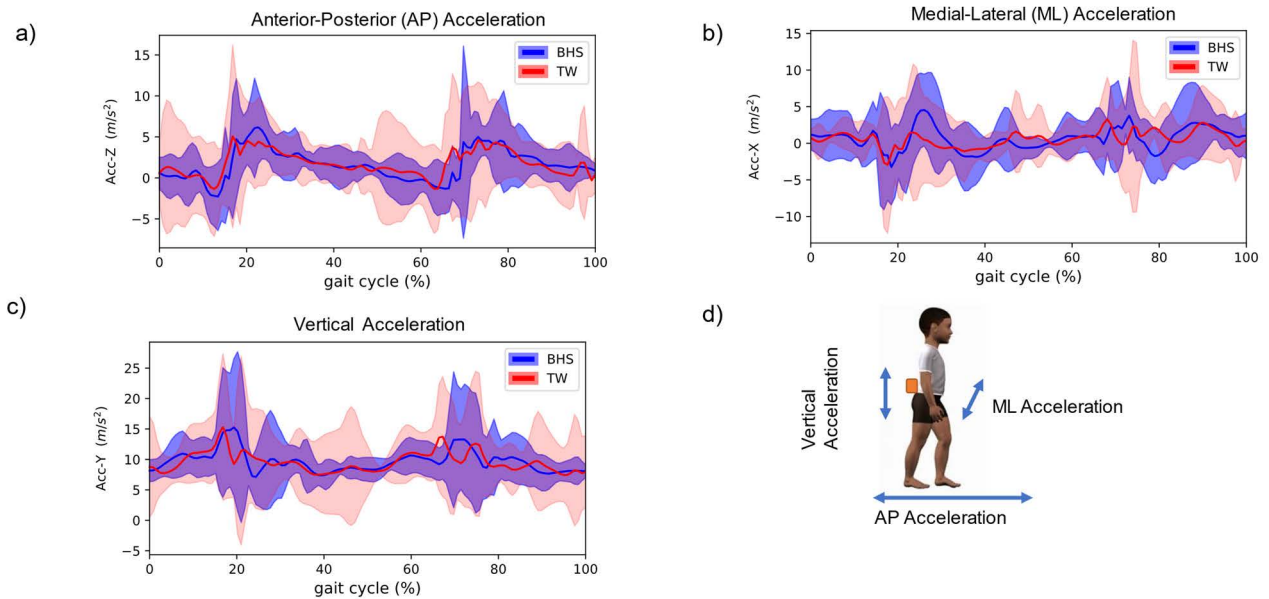 a)
Anterior-Posterior (AP) Acceleration
BHS
TW
Acc-Z (m/s²)
15
10
5
0
−5
0 20 40 60 80 100
gait cycle (%)
b)
Medial-Lateral (ML) Acceleration
BHS
TW
Acc-X (m/s²)
15
10
5
0
−5
−10
0 20 40 60 80 100
gait cycle (%)
c)
Vertical Acceleration
BHS
TW
Acc-Y (m/s²)
25
20
15
10
5
0
−5
0 20 40 60 80 100
gait cycle (%)
d)
Vertical
Acceleration
ML Acceleration
AP Acceleration